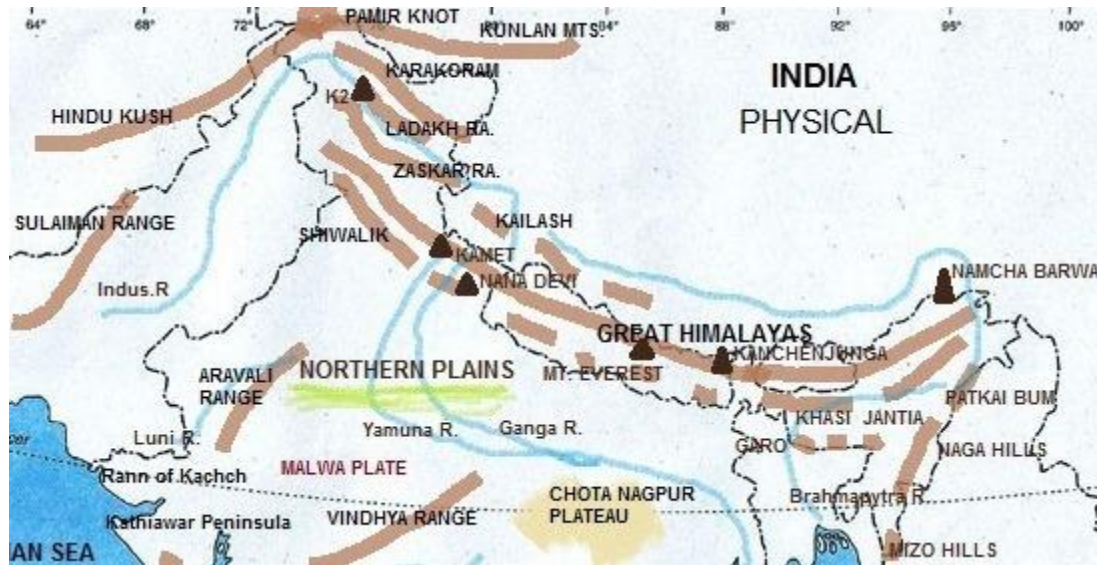 64°
72°
84°
92°
96°
100°
PAMIR KNOT
KUNLAN MTS.
INDIA
PHYSICAL
KARAKORAM
K2
HINDU KUSH
LADAKH RA.
ZASKAR RA.
SULAIMAN RANGE
SHIWALIK
KAILASH
KAMET
NANA DEVI
NAMCHA BARWA
Indus.R
GREAT HIMALAYAS
KANCHENJUNGA
MT. EVEREST
NORTHERN PLAINS
ARAVALI
RANGE
PATKAI BUM
KHASI JANTIA
GARO
NAGA HILLS
Luni R.
Yamuna R.
Ganga R.
MALWA PLATE
Rann of Kachch
CHOTA NAGPUR
PLATEAU
Brahmapytra R.
Kathiawar Peninsula
VINDHYA RANGE
AN SEA
MIZO HILLS